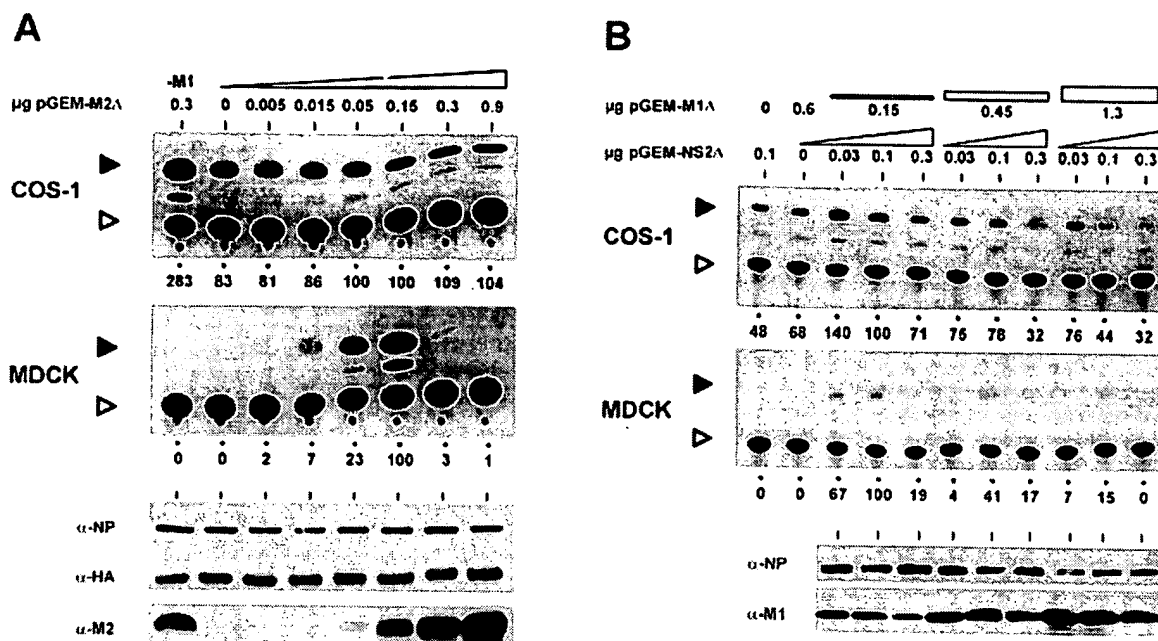 A
-M1
µg pGEM-M2Λ 0.3 0 0.005 0.015 0.05 0.15 0.3 0.9
COS-1
283 83 81 86 100 100 109 104
MDCK
0 0 2 7 23 100 3 1
α-NP
α-HA
α-M2
B
µg pGEM-M1Λ 0 0.6 0.15 0.45 1.3
µg pGEM-NS2Λ 0.1 0 0.03 0.1 0.3 0.03 0.1 0.3 0.03 0.1 0.3
COS-1
48 68 140 100 71 75 78 32 76 44 32
MDCK
0 0 67 100 19 4 41 17 7 15 0
α-NP
α-M1